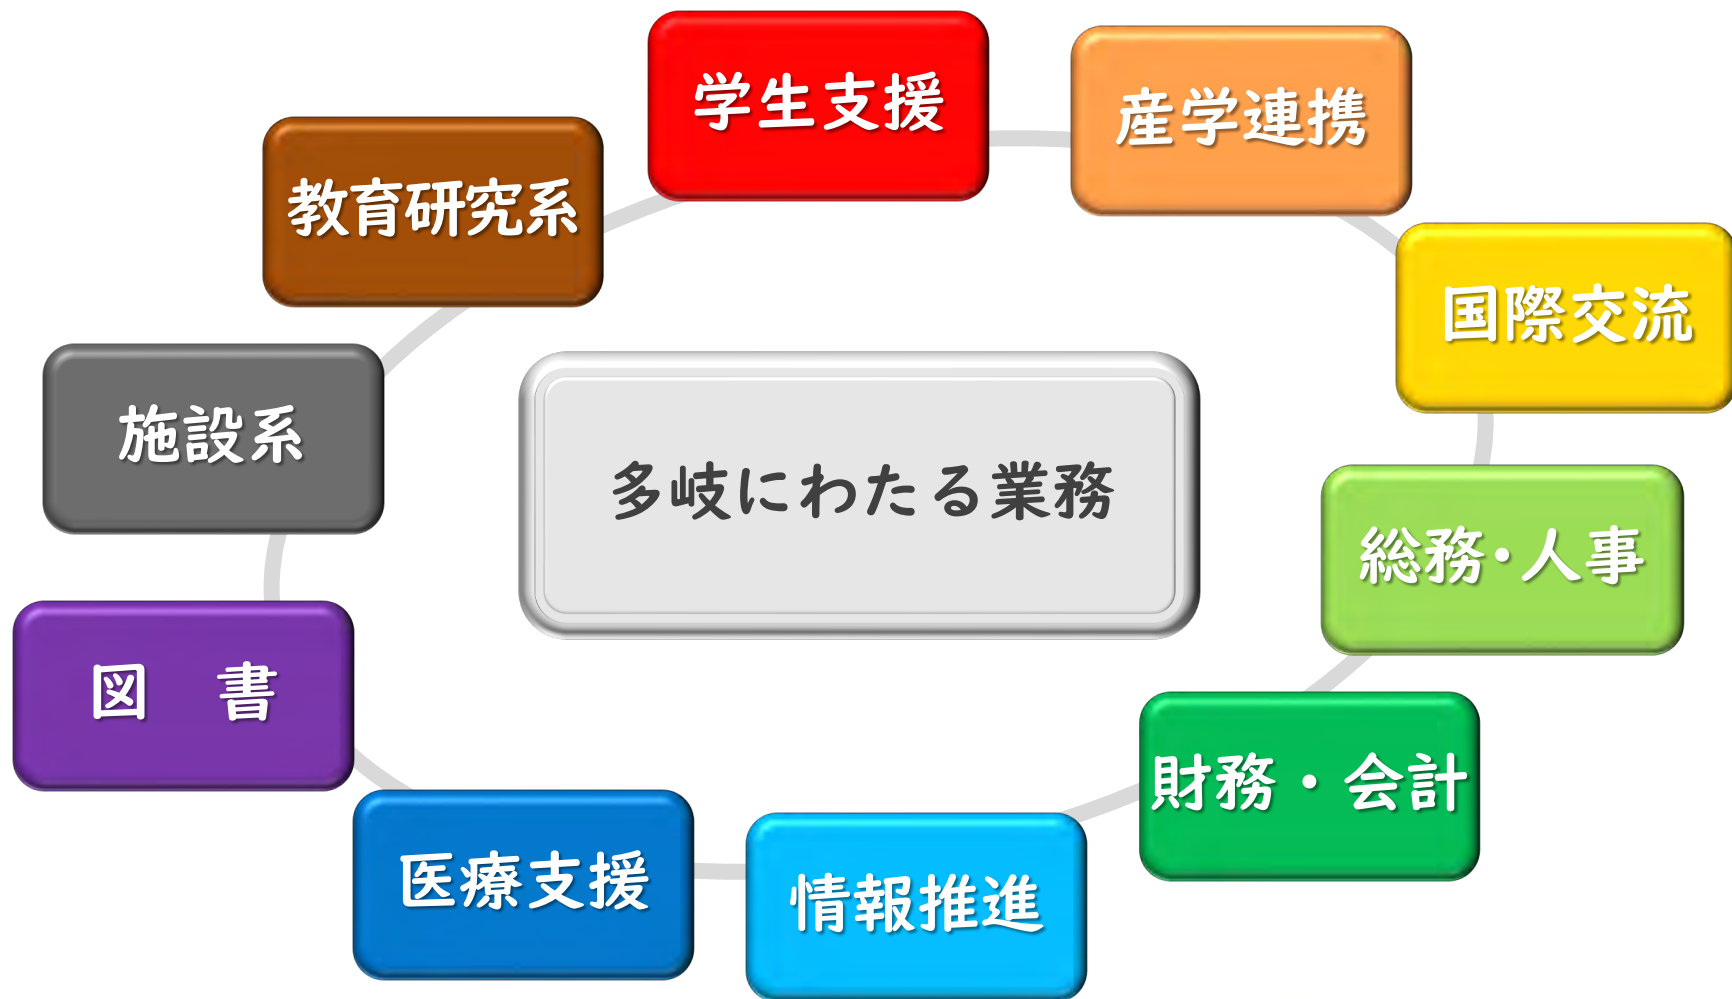 学生支援
産学連携
国際交流
総務・人事
財務・会計
情報推進
医療支援
図　書
施設系
教育研究系
多岐にわたる業務